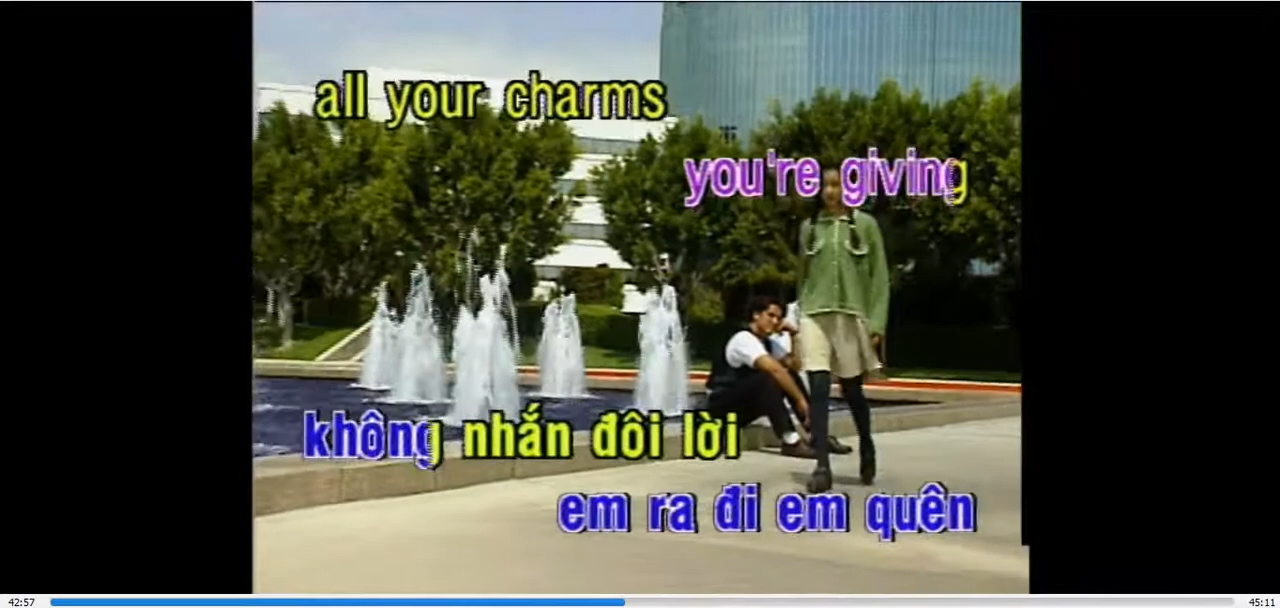 all your charms
you're giving
không nhắn đôi lời
em ra đi em quên
42:57
45:11